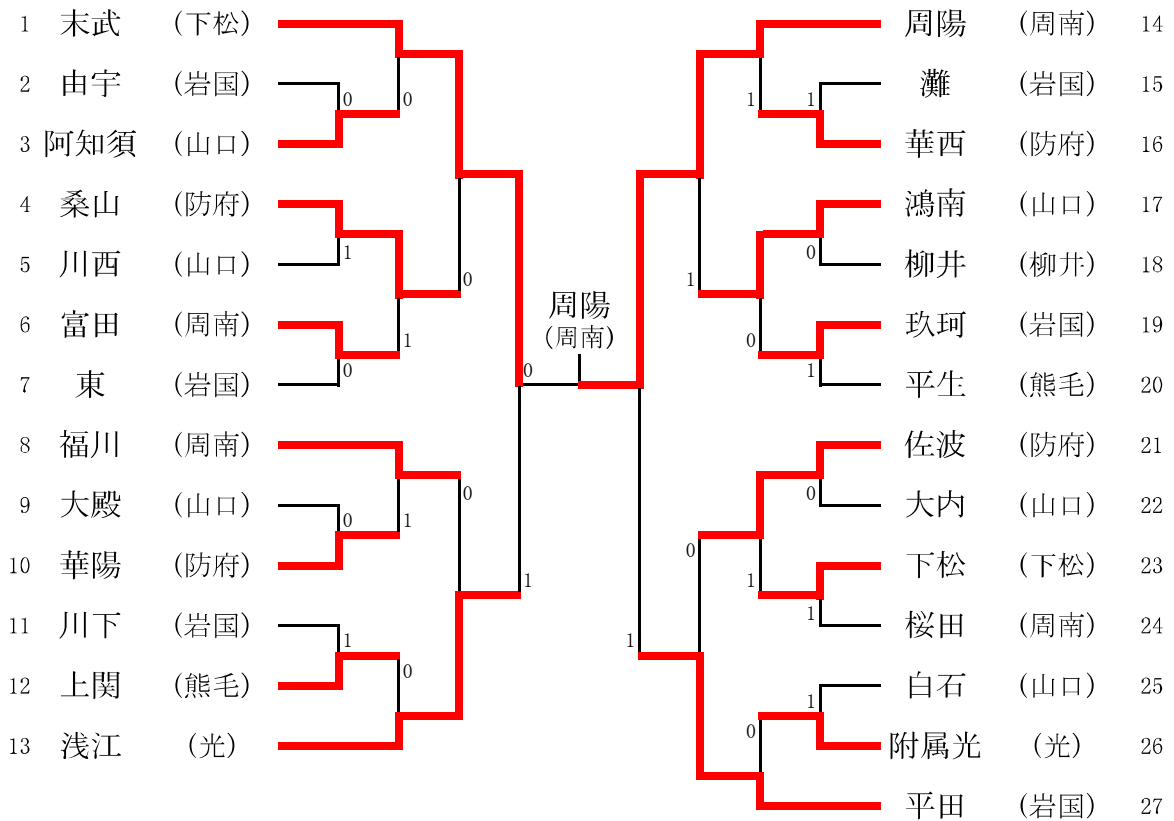 1 末武 (下松)
2 由宇 (岩国)
0
0
3 阿知須 (山口)
4 桑山 (防府)
1
5 川西 (山口)
0
6 富田 (周南)
1
0
7 東 (岩国)
8 福川 (周南)
0
9 大殿 (山口)
0
1
10 華陽 (防府)
1
11 川下 (岩国)
1
0
12 上関 (熊毛)
13 浅江 (光)
周陽
(周南)
0
周陽 (周南) 14
灘 (岩国) 15
1
1
華西 (防府) 16
鴻南 (山口) 17
0
柳井 (柳井) 18
1
玖珂 (岩国) 19
0
1
平生 (熊毛) 20
佐波 (防府) 21
0
大内 (山口) 22
0
下松 (下松) 23
1
1
桜田 (周南) 24
1
白石 (山口) 25
1
0
附属光 (光) 26
平田 (岩国) 27